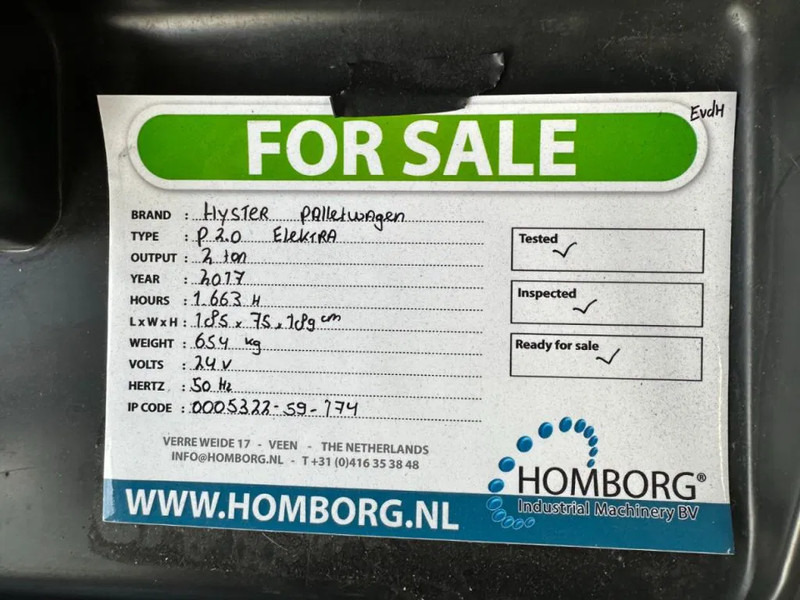 EvdH
FOR SALE
BRAND : HYSTER palletwagen
TYPE : P 2.0 ELEKTRA
OUTPUT : 2 ton
YEAR : 2017
HOURS : 1.663 H
L x W x H : 185 x 75 x 189 cm
WEIGHT : 654 kg
VOLTS : 24 V
HERTZ : 50 Hz
IP CODE : 0005322-59-174
Tested ✓
Inspected ✓
Ready for sale ✓
VERRE WEIDE 17 - VEEN - THE NETHERLANDS
INFO@HOMBORG.NL - T +31 (0)416 35 38 48
WWW.HOMBORG.NL
HOMBORG®
Industrial Machinery BV